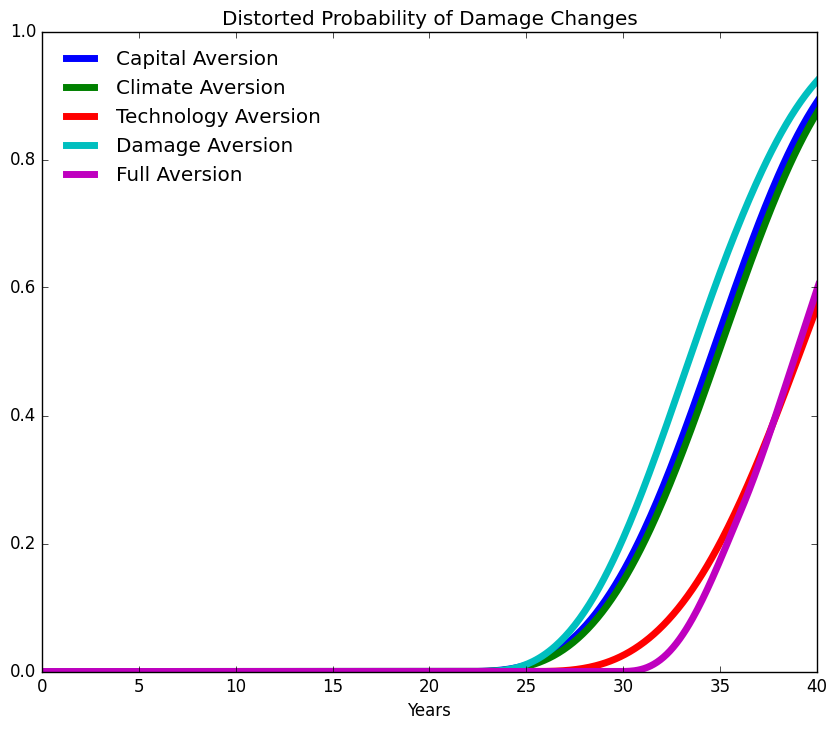 Distorted Probability of Damage Changes
1.0
0.8
0.6
0.4
0.2
0.0
Capital Aversion
Climate Aversion
Technology Aversion
Damage Aversion
Full Aversion
0 5 10 15 20 25 30 35 40
Years